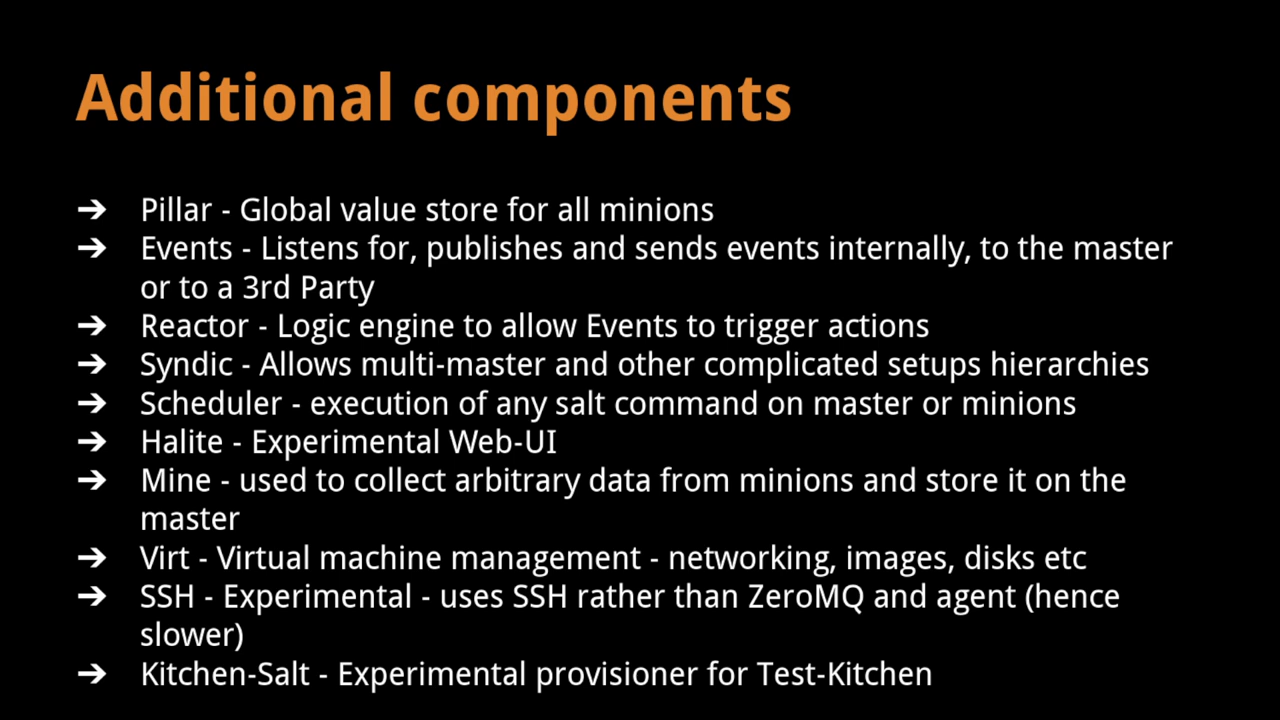 Additional components
➔ Pillar - Global value store for all minions
➔ Events - Listens for, publishes and sends events internally, to the master
or to a 3rd Party
➔ Reactor - Logic engine to allow Events to trigger actions
➔ Syndic - Allows multi-master and other complicated setups hierarchies
➔ Scheduler - execution of any salt command on master or minions
➔ Halite - Experimental Web-UI
➔ Mine - used to collect arbitrary data from minions and store it on the
master
➔ Virt - Virtual machine management - networking, images, disks etc
➔ SSH - Experimental - uses SSH rather than ZeroMQ and agent (hence
slower)
➔ Kitchen-Salt - Experimental provisioner for Test-Kitchen